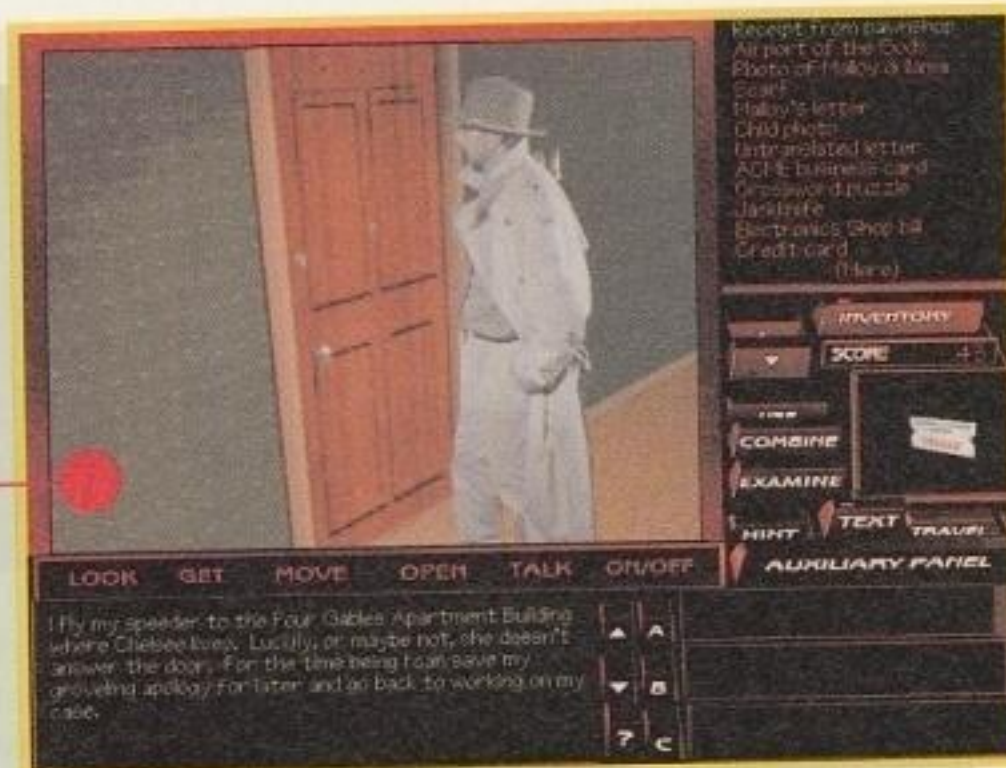 Receipt from pawnshop
Airport of the Gods
Photo of Malloy &
Scarf
Malloy's letter
Child photo
Untranslated letter
ACME business card
Crossword puzzle
Jackknife
Electronics Shop bill
Credit card
(More)
INVENTORY
SCORE
COMBINE
EXAMINE
HINT TEXT TRAVEL
AUXILIARY PANEL
LOOK GET MOVE OPEN TALK ON/OFF
I fly my speeder to the Four Gables Apartment Building
where Chelsee lives. Luckily, or maybe not, she doesn't
answer the door. For the time being I can save my
groveling apology for later and go back to working on my
case.
A
B
? C